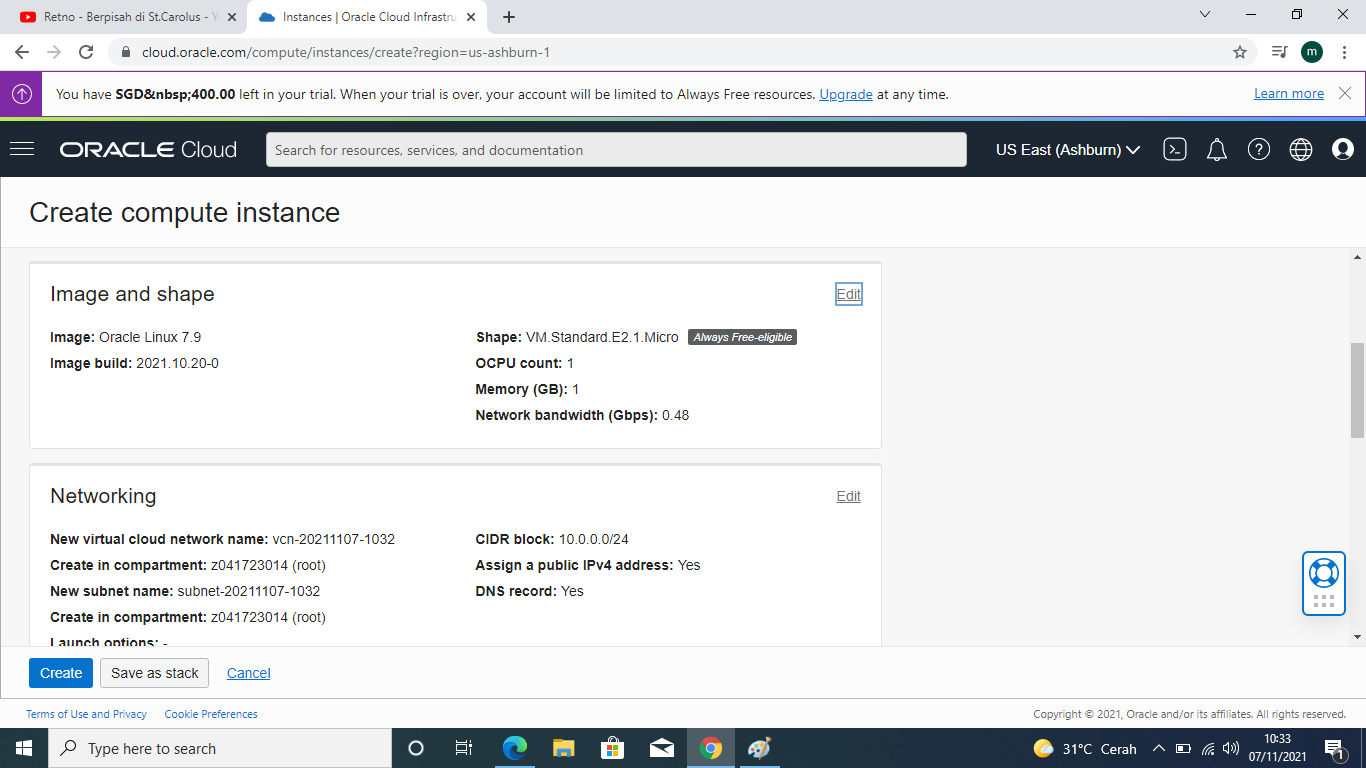 Retno - Berpisah di St.Carolus - Y
Instances | Oracle Cloud Infrastru
cloud.oracle.com/compute/instances/create?region=us-ashburn-1
m
You have SGD&nbsp;400.00 left in your trial. When your trial is over, your account will be limited to Always Free resources. Upgrade at any time.
Learn more
ORACLE Cloud
Search for resources, services, and documentation
US East (Ashburn)
Create compute instance
Image and shape
Edit
Image: Oracle Linux 7.9
Image build: 2021.10.20-0
Shape: VM.Standard.E2.1.Micro Always Free-eligible
OCPU count: 1
Memory (GB): 1
Network bandwidth (Gbps): 0.48
Networking
Edit
New virtual cloud network name: vcn-20211107-1032
Create in compartment: z041723014 (root)
New subnet name: subnet-20211107-1032
Create in compartment: z041723014 (root)
Launch options: -
CIDR block: 10.0.0.0/24
Assign a public IPv4 address: Yes
DNS record: Yes
Create
Save as stack
Cancel
Terms of Use and Privacy
Cookie Preferences
Copyright © 2021, Oracle and/or its affiliates. All rights reserved.
Type here to search
31°C Cerah
10:33
07/11/2021
1